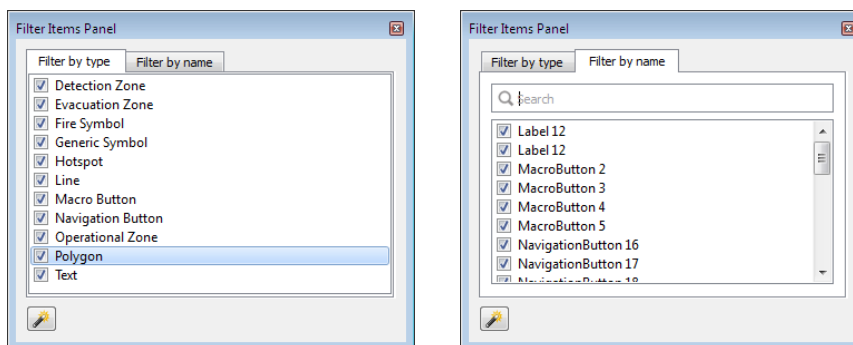 Filter Items Panel
Filter by type
Filter by name
Detection Zone
Evacuation Zone
Fire Symbol
Generic Symbol
Hotspot
Line
Macro Button
Navigation Button
Operational Zone
Polygon
Text
Filter Items Panel
Filter by type
Filter by name
Search
Label 12
Label 12
MacroButton 2
MacroButton 3
MacroButton 4
MacroButton 5
NavigationButton 16
NavigationButton 17
NavigationButton 18